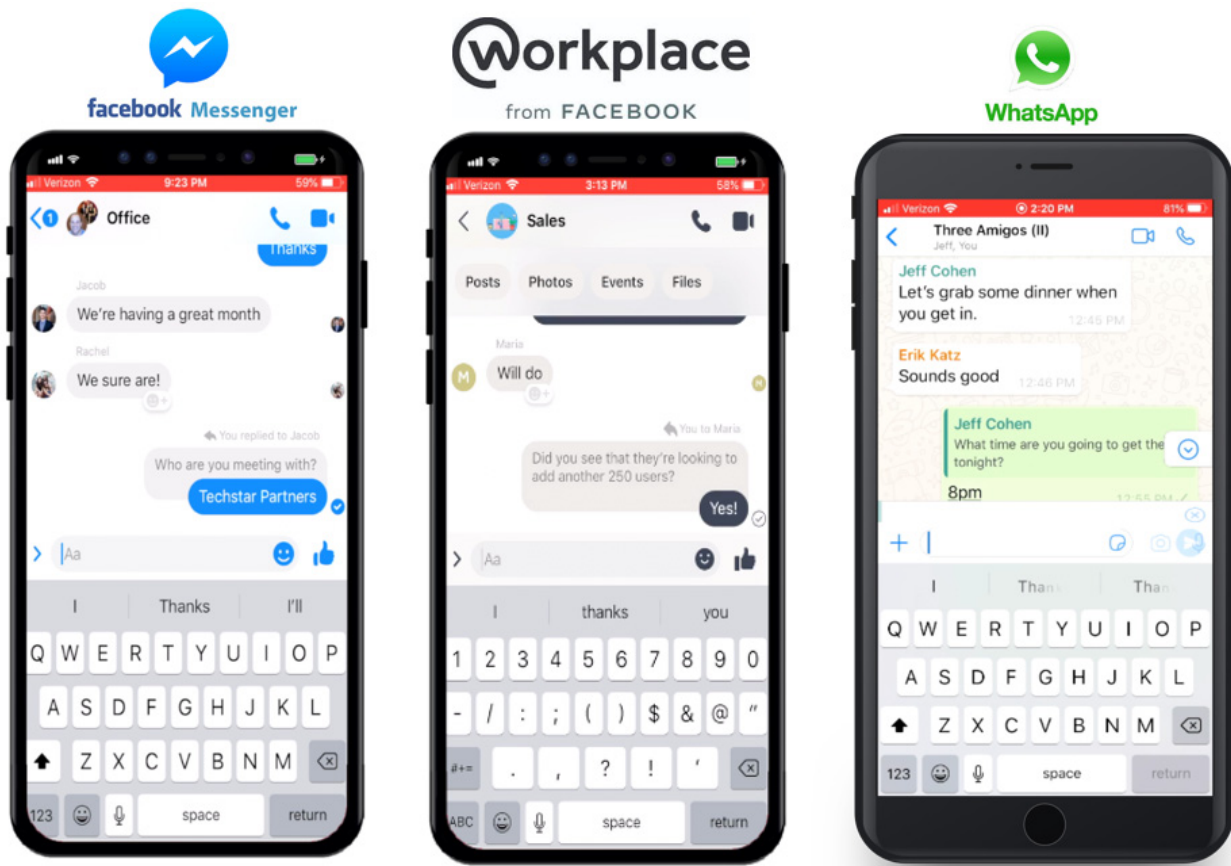 facebook Messenger
Verizon 9:23 PM 59%
1 Office
Thanks
Jacob
We're having a great month
Rachel
We sure are!
You replied to Jacob
Who are you meeting with?
Techstar Partners
Aa
I Thanks I'll
Q W E R T Y U I O P
A S D F G H J K L
Z X C V B N M
123 space return
Workplace
from FACEBOOK
Verizon 3:13 PM 58%
Sales
Posts Photos Events Files
Maria
M Will do M
You to Maria
Did you see that they're looking to
add another 250 users?
Yes!
Aa
I thanks you
1 2 3 4 5 6 7 8 9 0
- / : ; ( ) $ & @ "
#+= . , ? ! '
ABC space return
WhatsApp
Verizon 2:20 PM 81%
Three Amigos (II)
Jeff, You
Jeff Cohen
Let's grab some dinner when
you get in.
12:45 PM
Erik Katz
Sounds good 12:46 PM
Jeff Cohen
What time are you going to get the
tonight?
8pm
12:55 PM
I Than Than
Q W E R T Y U I O P
A S D F G H J K L
Z X C V B N M
123 space return